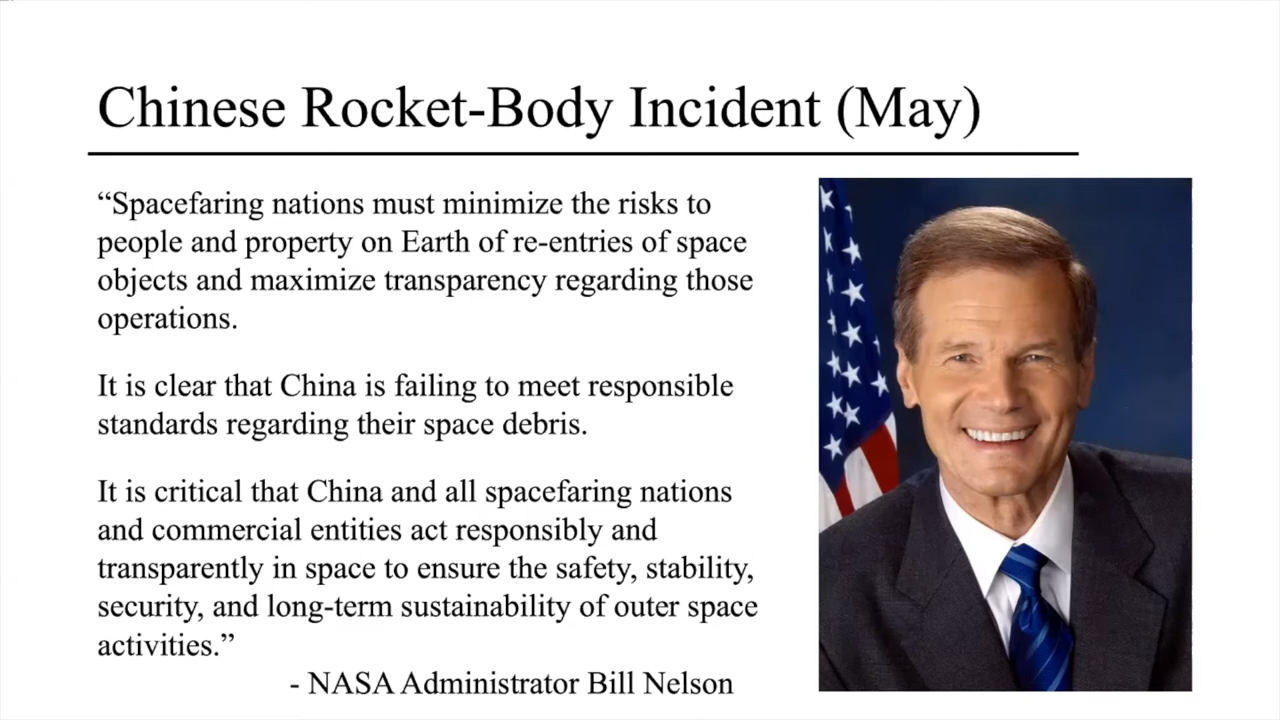 Chinese Rocket-Body Incident (May)
“Spacefaring nations must minimize the risks to
people and property on Earth of re-entries of space
objects and maximize transparency regarding those
operations.
It is clear that China is failing to meet responsible
standards regarding their space debris.
It is critical that China and all spacefaring nations
and commercial entities act responsibly and
transparently in space to ensure the safety, stability,
security, and long-term sustainability of outer space
activities.”
- NASA Administrator Bill Nelson